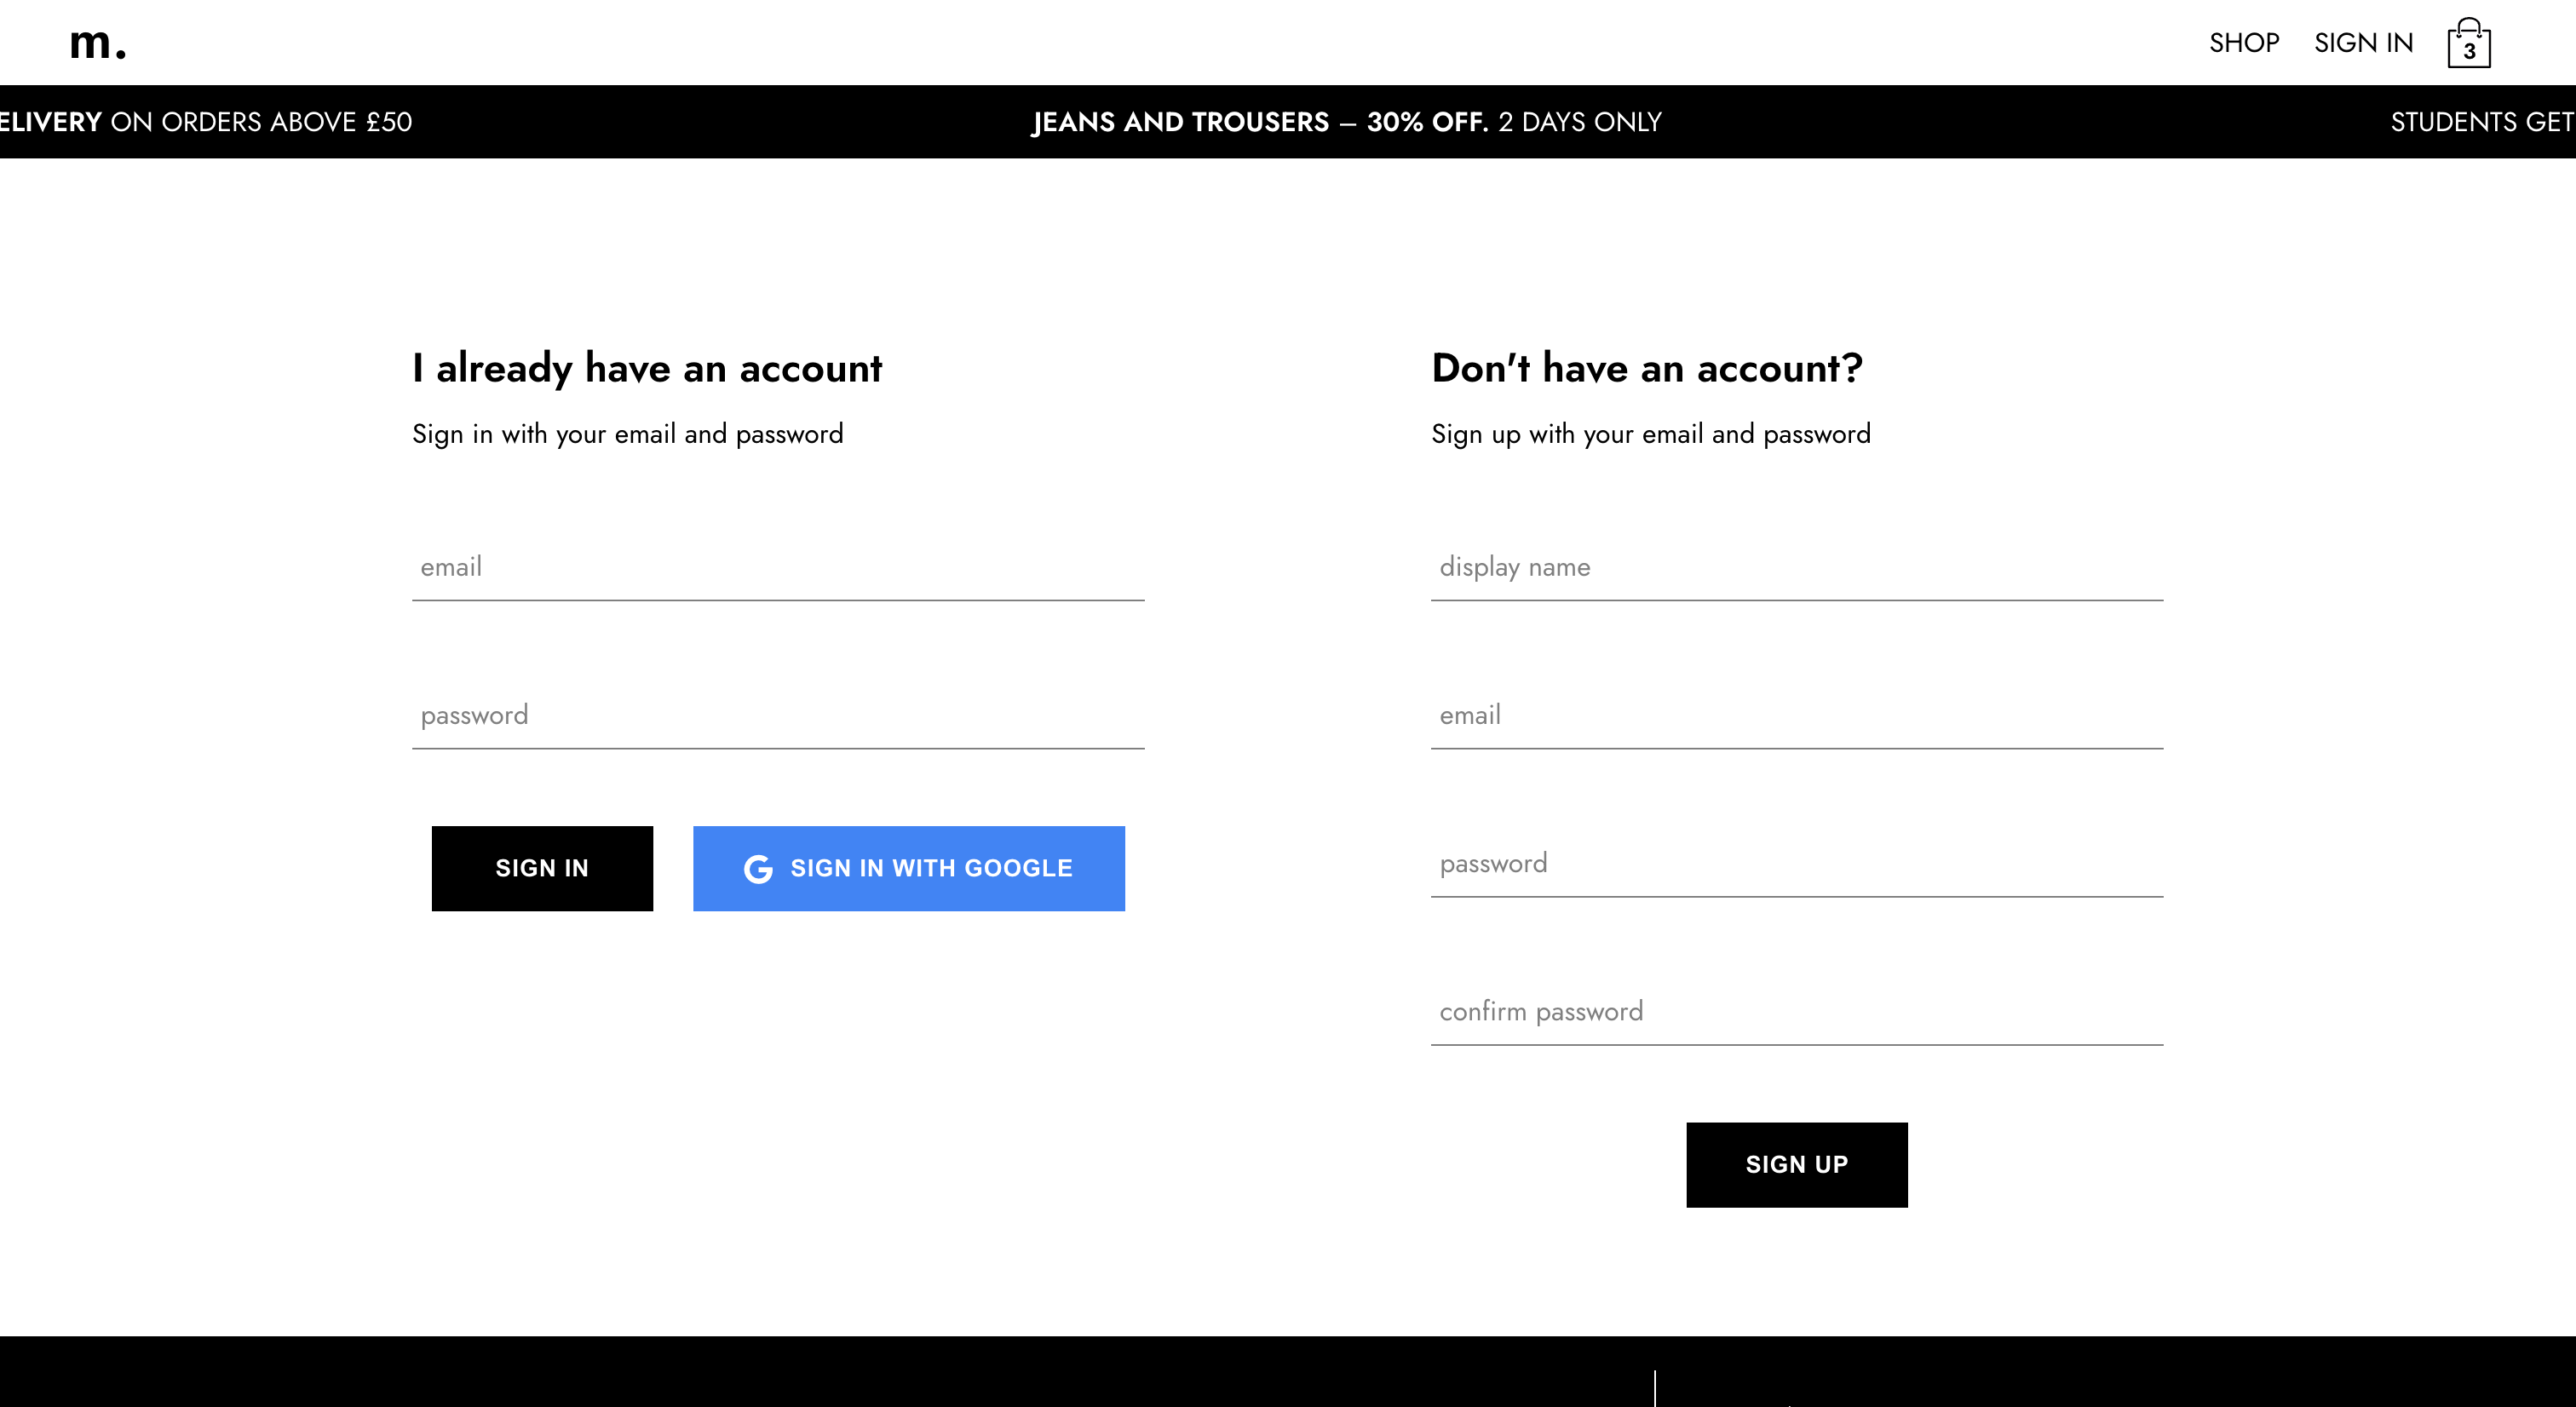 m.
SHOP SIGN IN 3
ELIVERY ON ORDERS ABOVE £50 JEANS AND TROUSERS – 30% OFF. 2 DAYS ONLY STUDENTS GET
I already have an account
Sign in with your email and password
email
password
SIGN IN G SIGN IN WITH GOOGLE
Don't have an account?
Sign up with your email and password
display name
email
password
confirm password
SIGN UP